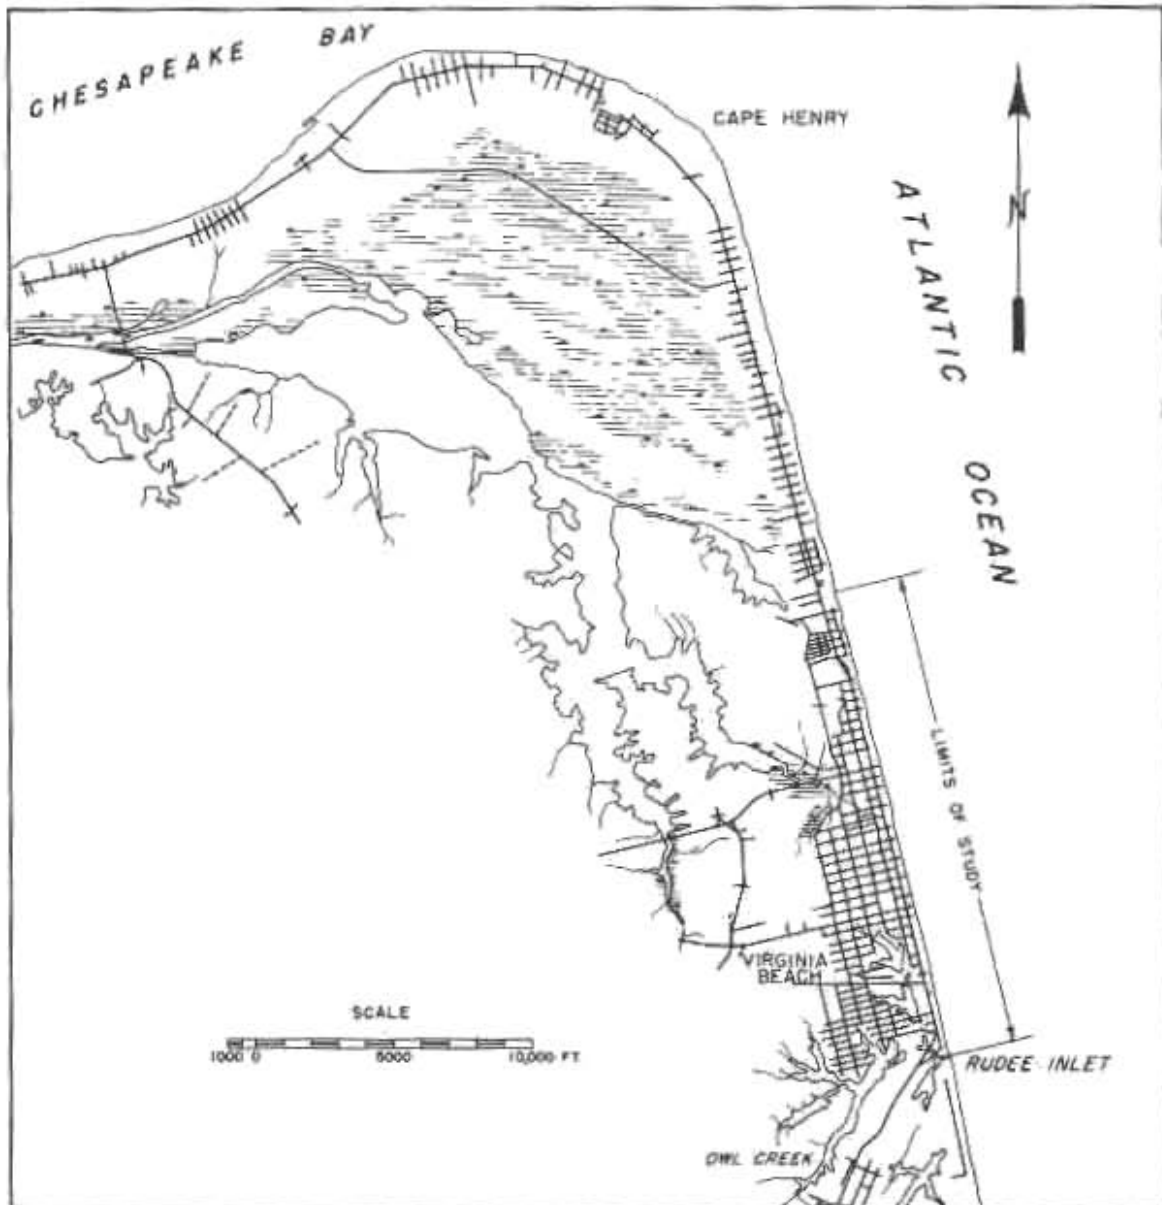 CHESAPEAKE BAY
CAPE HENRY
N
ATLANTIC
OCEAN
LIMITS OF STUDY
VIRGINIA
BEACH
SCALE
1000 0 5000 10,000 FT.
RUDEE INLET
OWL CREEK